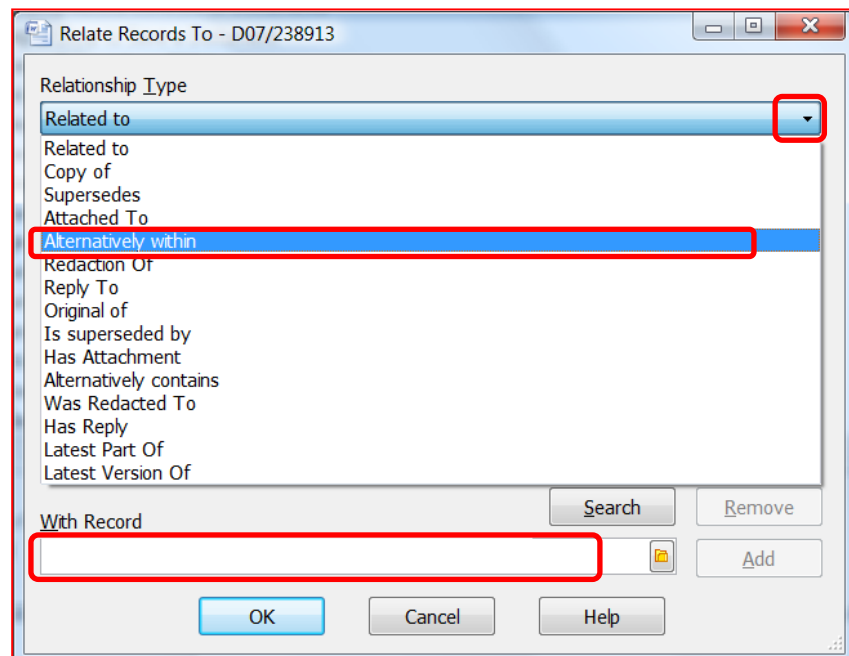 Relate Records To - D07/238913
Relationship Type
Related to
Related to
Copy of
Supersedes
Attached To
Alternatively within
Redaction Of
Reply To
Original of
Is superseded by
Has Attachment
Alternatively contains
Was Redacted To
Has Reply
Latest Part Of
Latest Version Of
Search
Remove
With Record
Add
OK
Cancel
Help